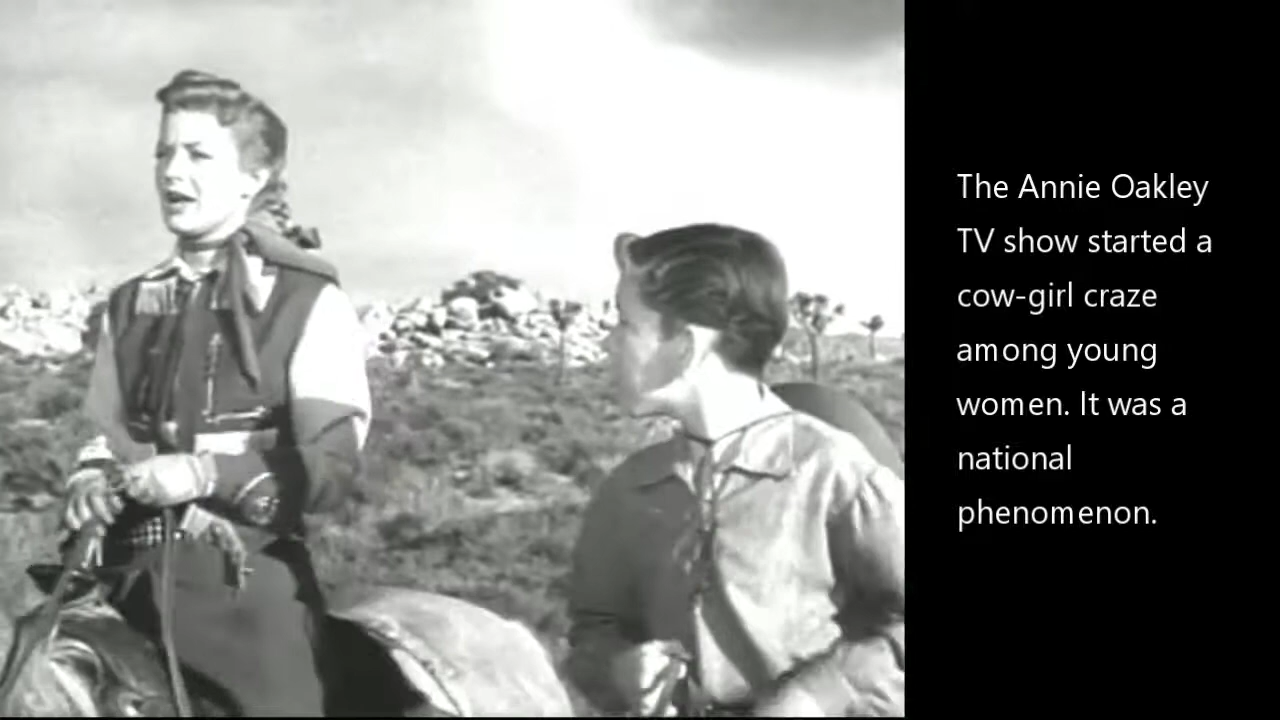 The Annie Oakley
TV show started a
cow-girl craze
among young
women. It was a
national
phenomenon.